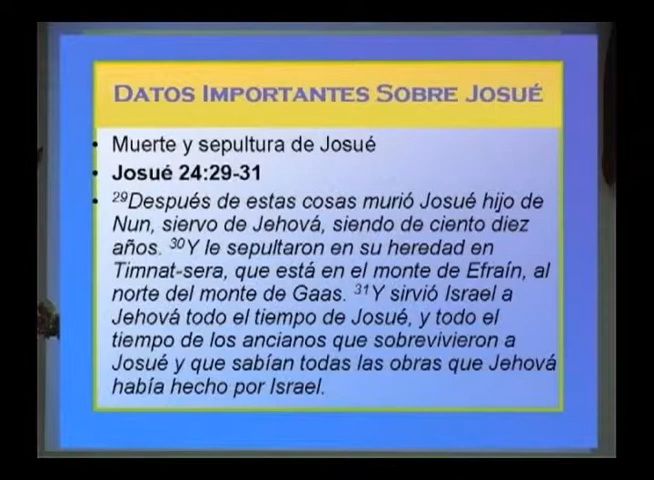 DATOS IMPORTANTES SOBRE JOSUÉ
• Muerte y sepultura de Josué
• Josué 24:29-31
• ²⁹Después de estas cosas murió Josué hijo de
Nun, siervo de Jehová, siendo de ciento diez
años. ³⁰Y le sepultaron en su heredad en
Timnat-sera, que está en el monte de Efraín, al
norte del monte de Gaas. ³¹Y sirvió Israel a
Jehová todo el tiempo de Josué, y todo el
tiempo de los ancianos que sobrevivieron a
Josué y que sabían todas las obras que Jehová
había hecho por Israel.